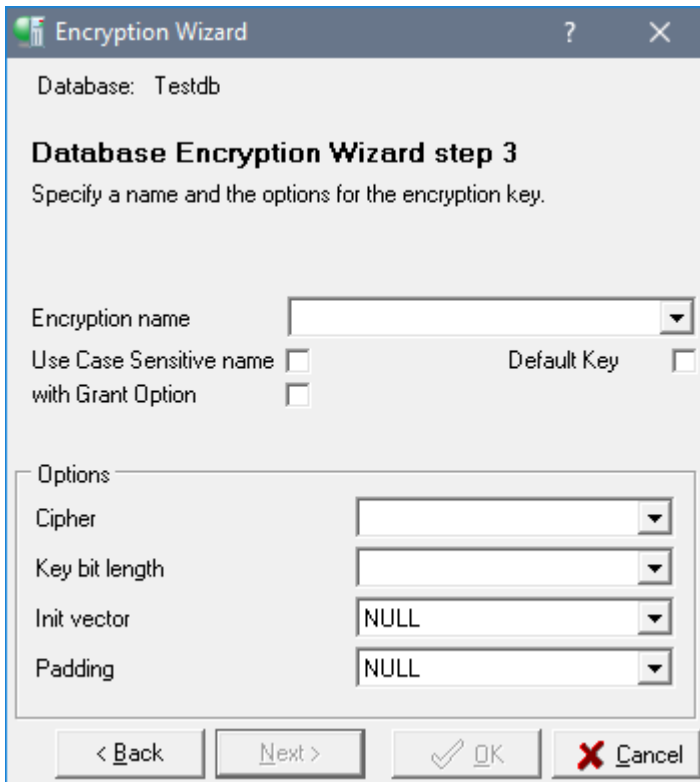 Encryption Wizard ?
Database: Testdb
Database Encryption Wizard step 3
Specify a name and the options for the encryption key.
Encryption name
Use Case Sensitive name Default Key
with Grant Option
Options
Cipher
Key bit length
Init vector NULL
Padding NULL
< Back Next > OK Cancel